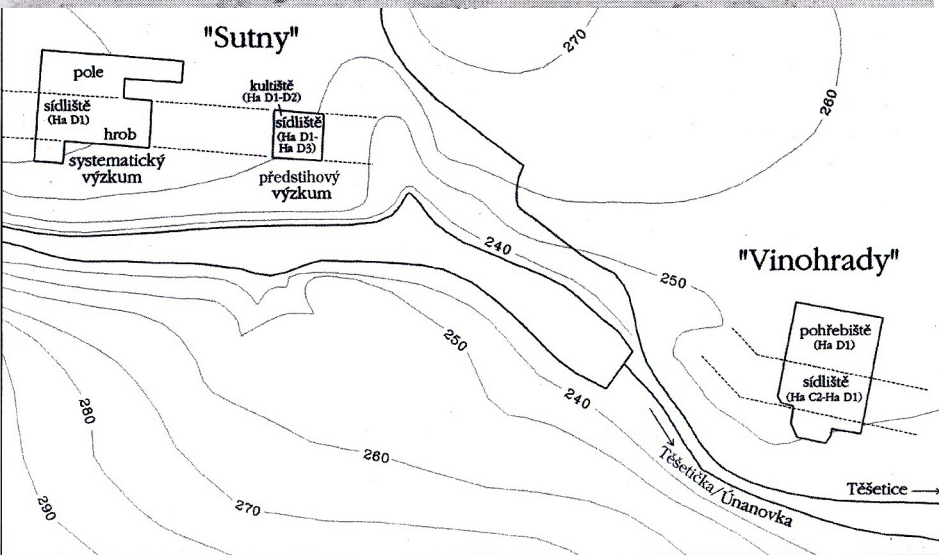 "Sutny"
270
260
pole
kultiště
(Ha D1-D2)
sídliště
(Ha D1)
sídliště
(Ha D1-
Ha D3)
hrob
systematický
výzkum
předstihový
výzkum
240
250
"Vinohrady"
pohřebiště
(Ha D1)
sídliště
(Ha C2-Ha D1)
250
240
280
260
270
290
Těšetička/Únanovka
Těšetice